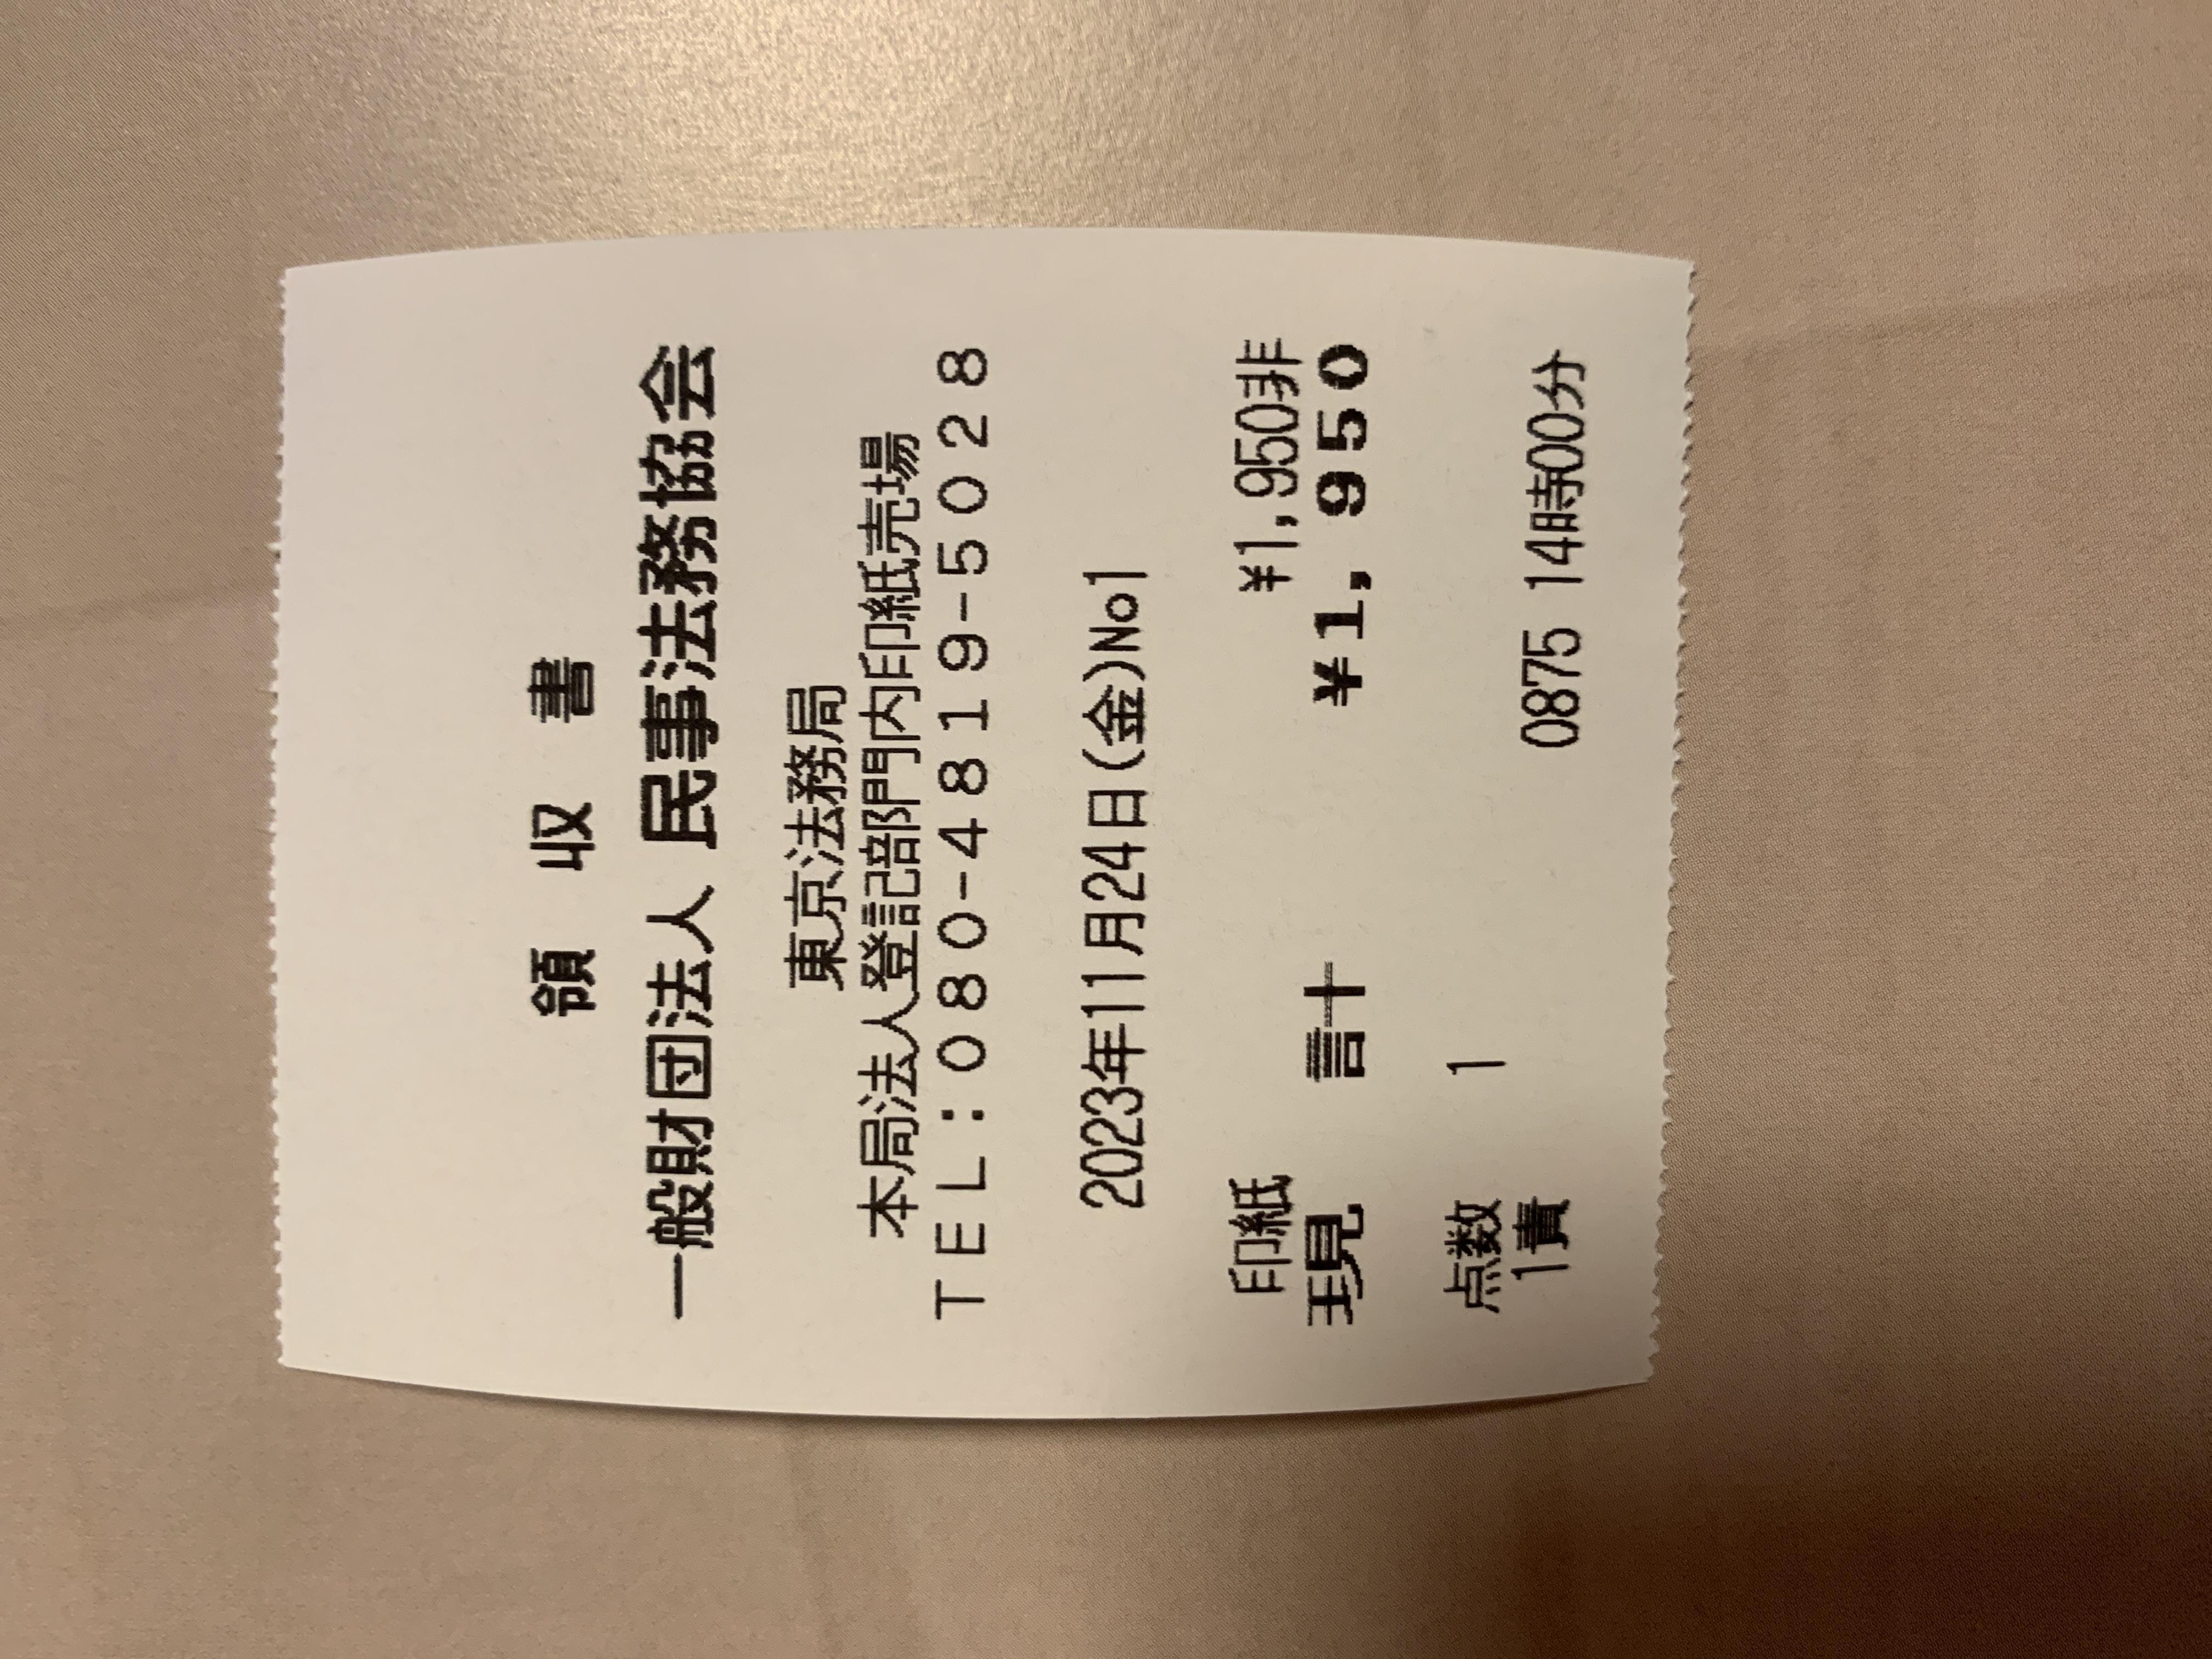 領 収 書
一般財団法人 民事法務協会
東京法務局
本局法人登記部門内印紙売場
TEL:080-4819-5028
2023年11月24日(金)No1
印紙 ¥1,950非
現 計 ¥1,950
点数 1
1責 0875 14時00分